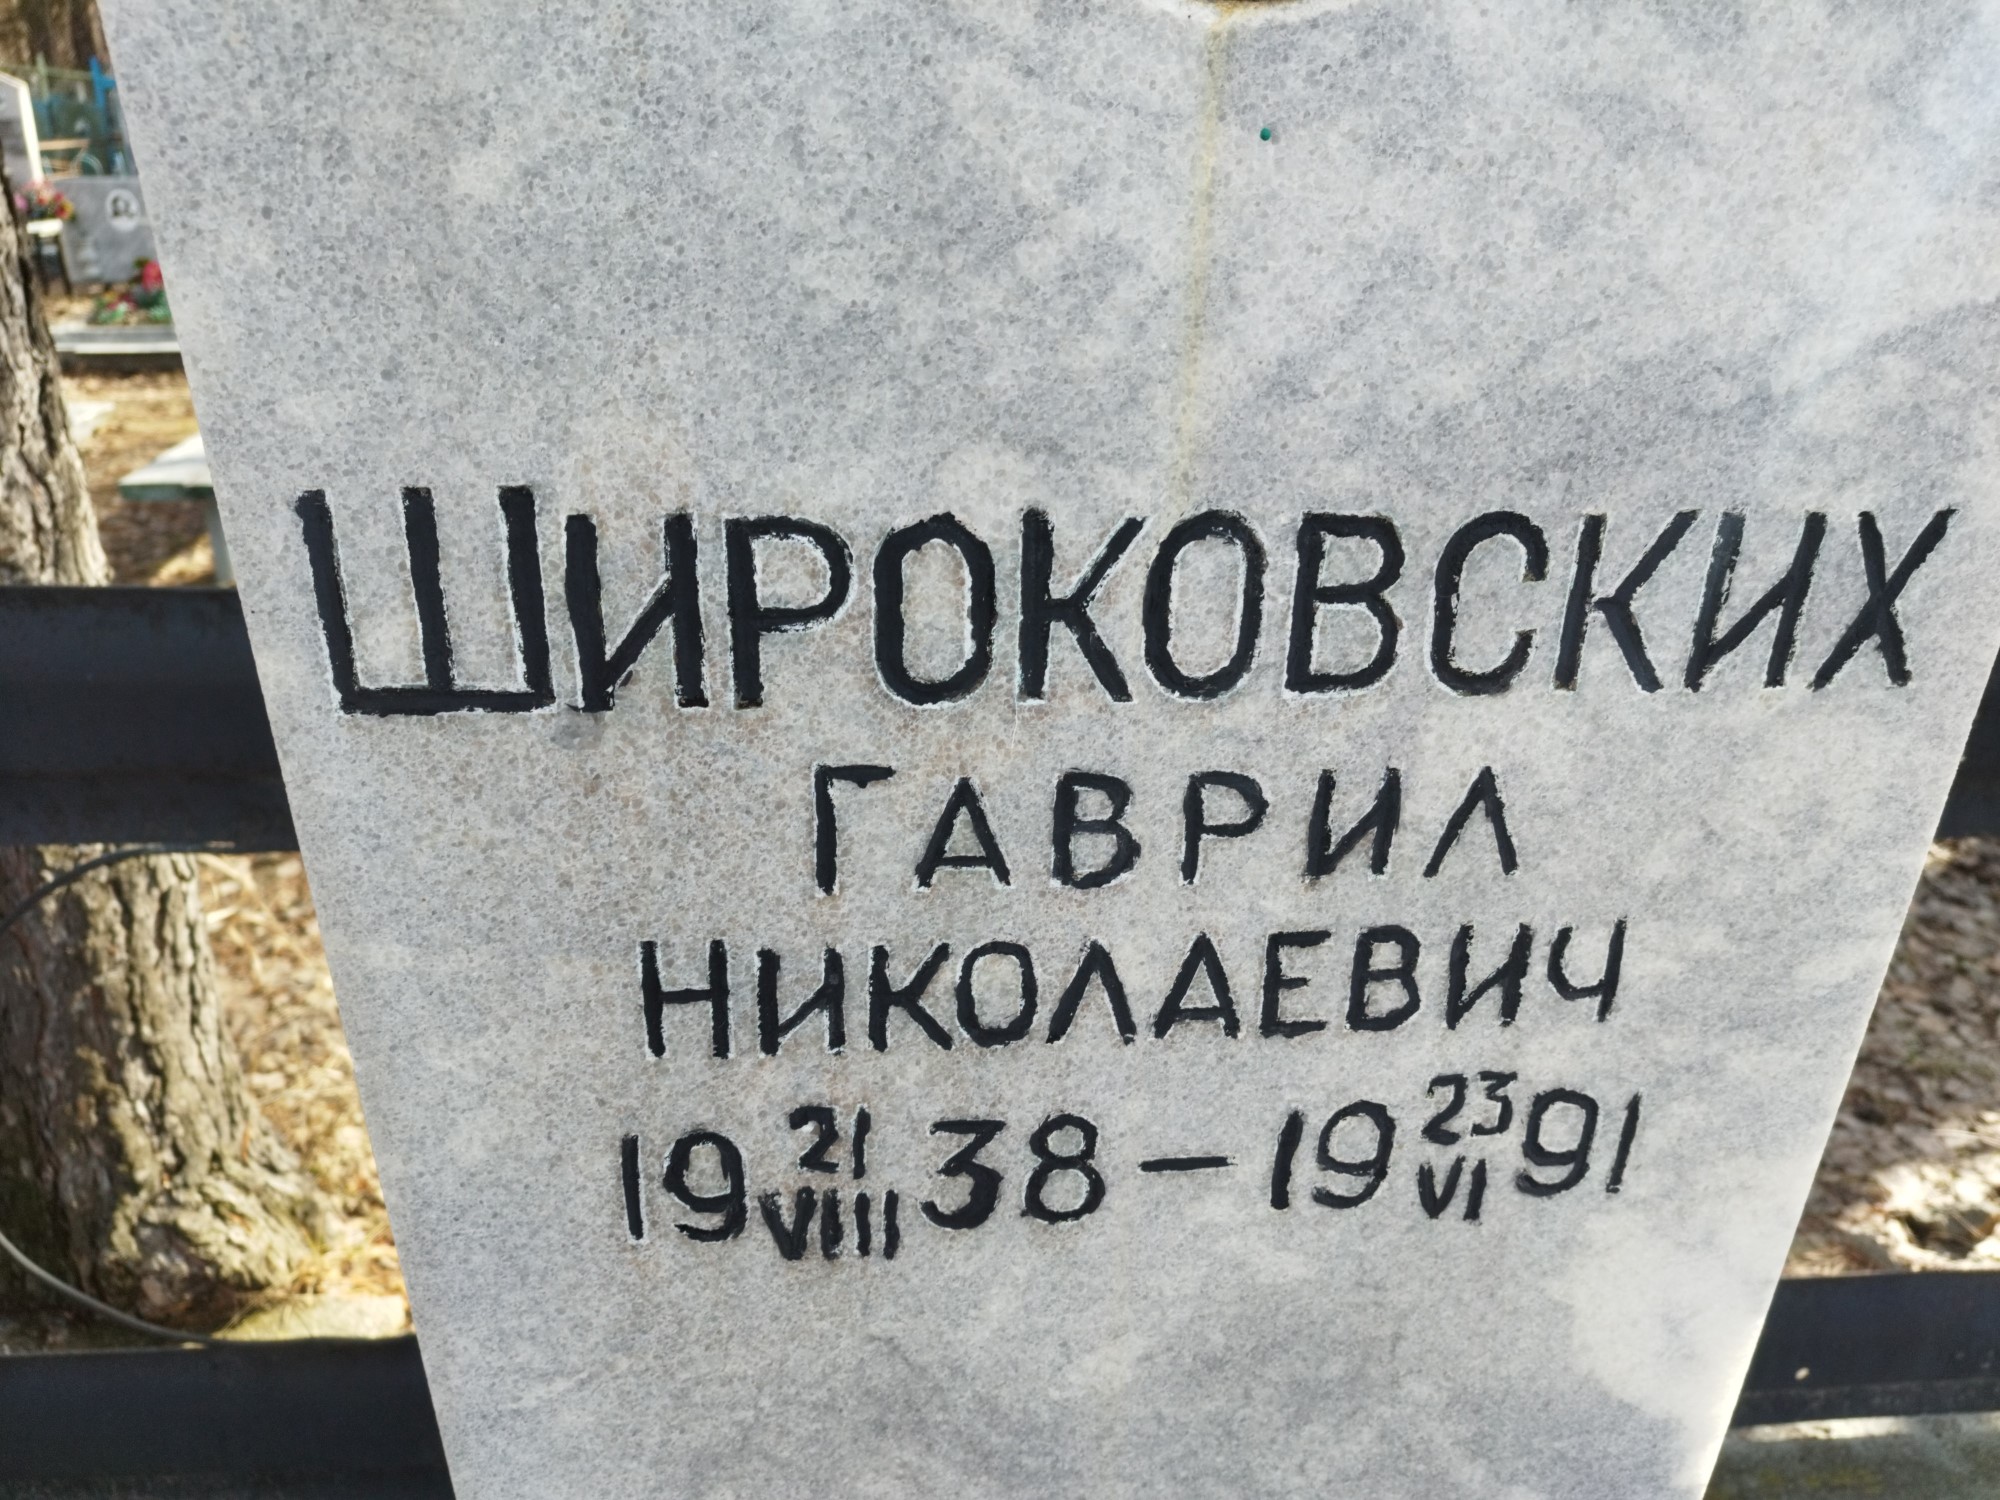 ШИРОКОВСКИХ
ГАВРИЛ
НИКОЛАЕВИЧ
19 21/VIII 38 – 19 23/VI 91